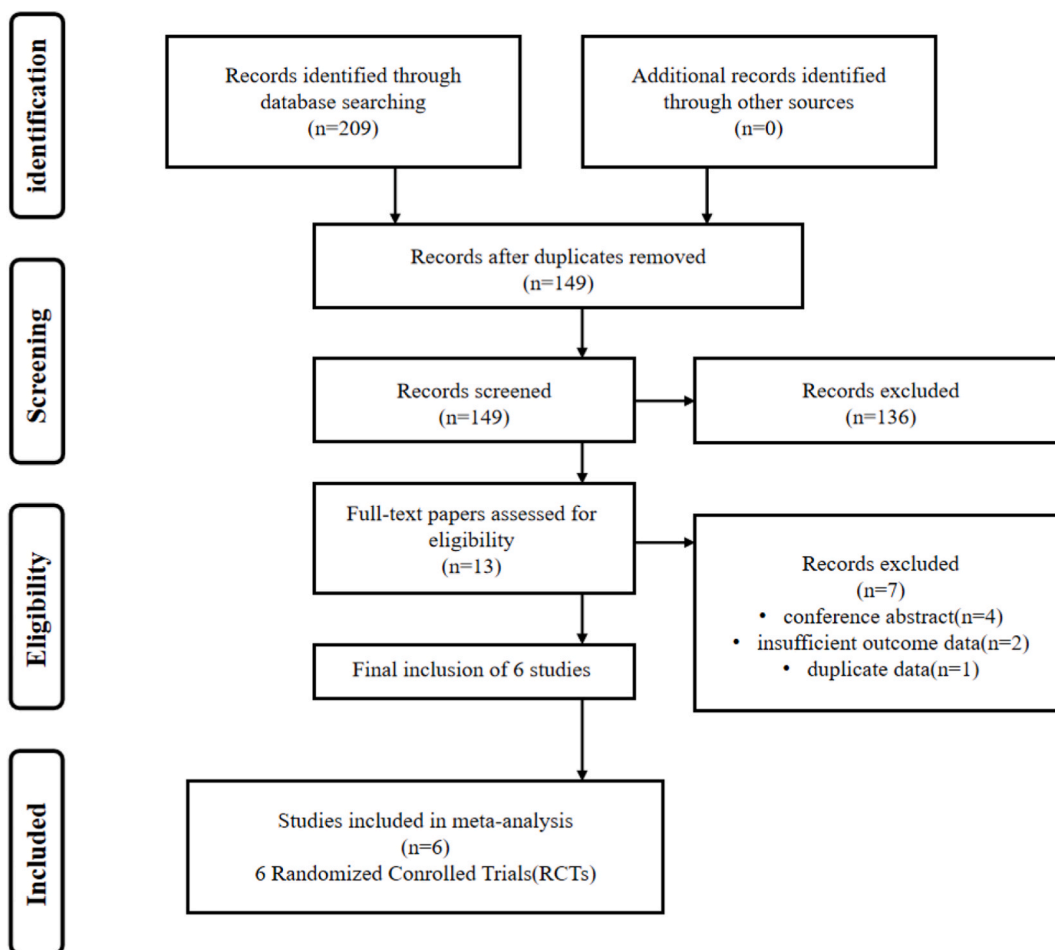 identification
Records identified through
database searching
(n=209)
Additional records identified
through other sources
(n=0)
Records after duplicates removed
(n=149)
Screening
Records screened
(n=149)
Records excluded
(n=136)
Eligibility
Full-text papers assessed for
eligibility
(n=13)
Records excluded
(n=7)
• conference abstract(n=4)
• insufficient outcome data(n=2)
• duplicate data(n=1)
Final inclusion of 6 studies
Included
Studies included in meta-analysis
(n=6)
6 Randomized Conrolled Trials(RCTs)